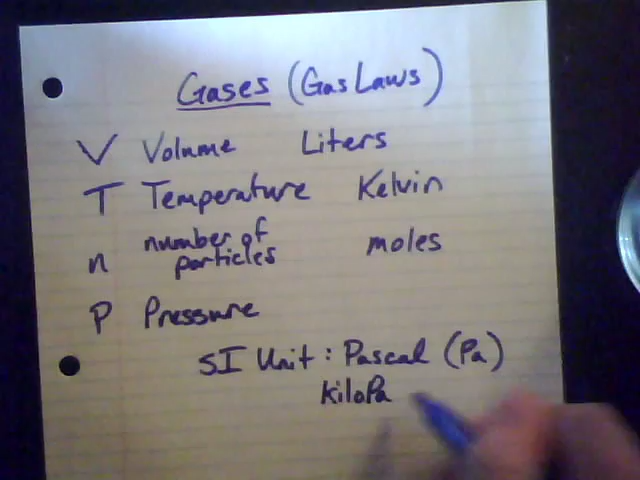 Gases (Gas Laws)
V Volume Liters
T Temperature Kelvin
n number of particles moles
P Pressure
SI Unit: Pascal (Pa)
KiloPa